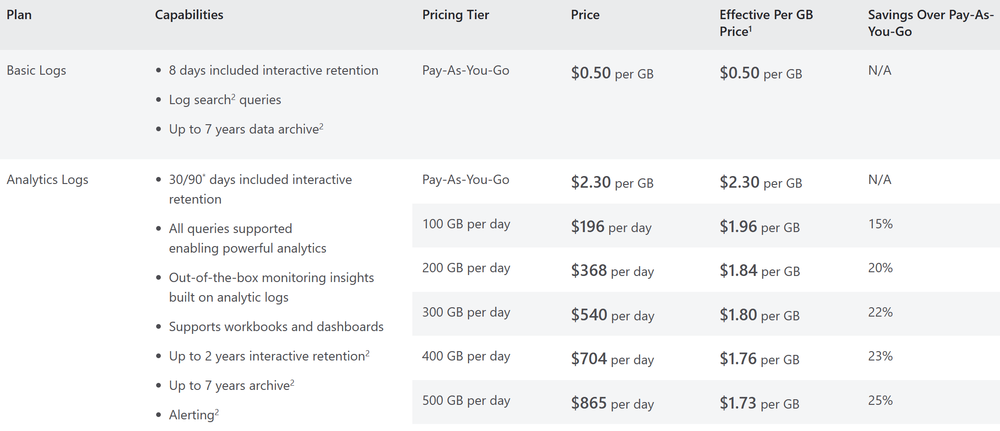 Plan
Capabilities
Pricing Tier
Price
Effective Per GB
Price¹
Savings Over Pay-As-
You-Go
Basic Logs
• 8 days included interactive retention
• Log search² queries
• Up to 7 years data archive²
Pay-As-You-Go
$0.50 per GB
$0.50 per GB
N/A
Analytics Logs
• 30/90* days included interactive
retention
• All queries supported
enabling powerful analytics
• Out-of-the-box monitoring insights
built on analytic logs
• Supports workbooks and dashboards
• Up to 2 years interactive retention²
• Up to 7 years archive²
• Alerting²
Pay-As-You-Go
$2.30 per GB
$2.30 per GB
N/A
100 GB per day
$196 per day
$1.96 per GB
15%
200 GB per day
$368 per day
$1.84 per GB
20%
300 GB per day
$540 per day
$1.80 per GB
22%
400 GB per day
$704 per day
$1.76 per GB
23%
500 GB per day
$865 per day
$1.73 per GB
25%